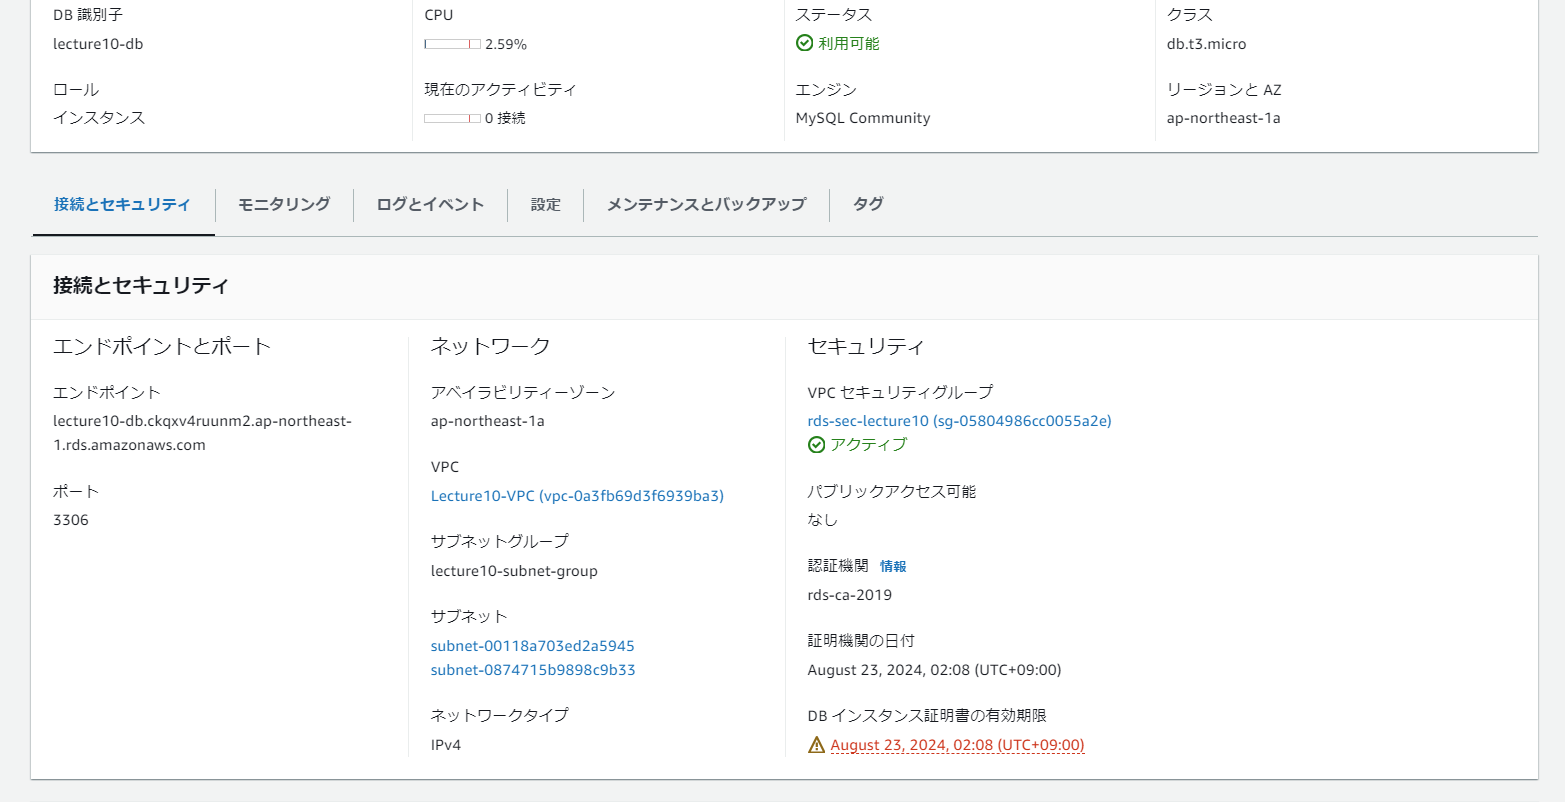 DB 識別子
lecture10-db
CPU
2.59%
ステータス
利用可能
クラス
db.t3.micro
ロール
インスタンス
現在のアクティビティ
0 接続
エンジン
MySQL Community
リージョンと AZ
ap-northeast-1a
接続とセキュリティ
モニタリング
ログとイベント
設定
メンテナンスとバックアップ
タグ
接続とセキュリティ
エンドポイントとポート
エンドポイント
lecture10-db.ckqxv4ruunm2.ap-northeast-
1.rds.amazonaws.com
ポート
3306
ネットワーク
アベイラビリティーゾーン
ap-northeast-1a
VPC
Lecture10-VPC (vpc-0a3fb69d3f6939ba3)
サブネットグループ
lecture10-subnet-group
サブネット
subnet-00118a703ed2a5945
subnet-0874715b9898c9b33
ネットワークタイプ
IPv4
セキュリティ
VPC セキュリティグループ
rds-sec-lecture10 (sg-05804986cc0055a2e)
アクティブ
パブリックアクセス可能
なし
認証機関 情報
rds-ca-2019
証明機関の日付
August 23, 2024, 02:08 (UTC+09:00)
DB インスタンス証明書の有効期限
August 23, 2024, 02:08 (UTC+09:00)